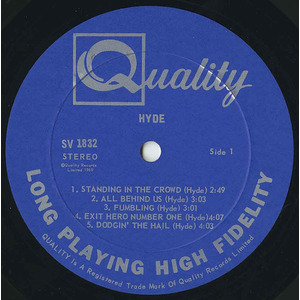 Quality
HYDE
SV 1832
STEREO
Side 1
©Quality Records
Limited 1969
1. STANDING IN THE CROWD (Hyde) 2:49
2. ALL BEHIND US (Hyde) 3:03
3. FUMBLING (Hyde) 3:01
4. EXIT HERO NUMBER ONE (Hyde)4:07
5. DODGIN' THE HAIL (Hyde) 4:03
LONG PLAYING HIGH FIDELITY
QUALITY is A Registered Trade Mark Of Quality Records Limited.